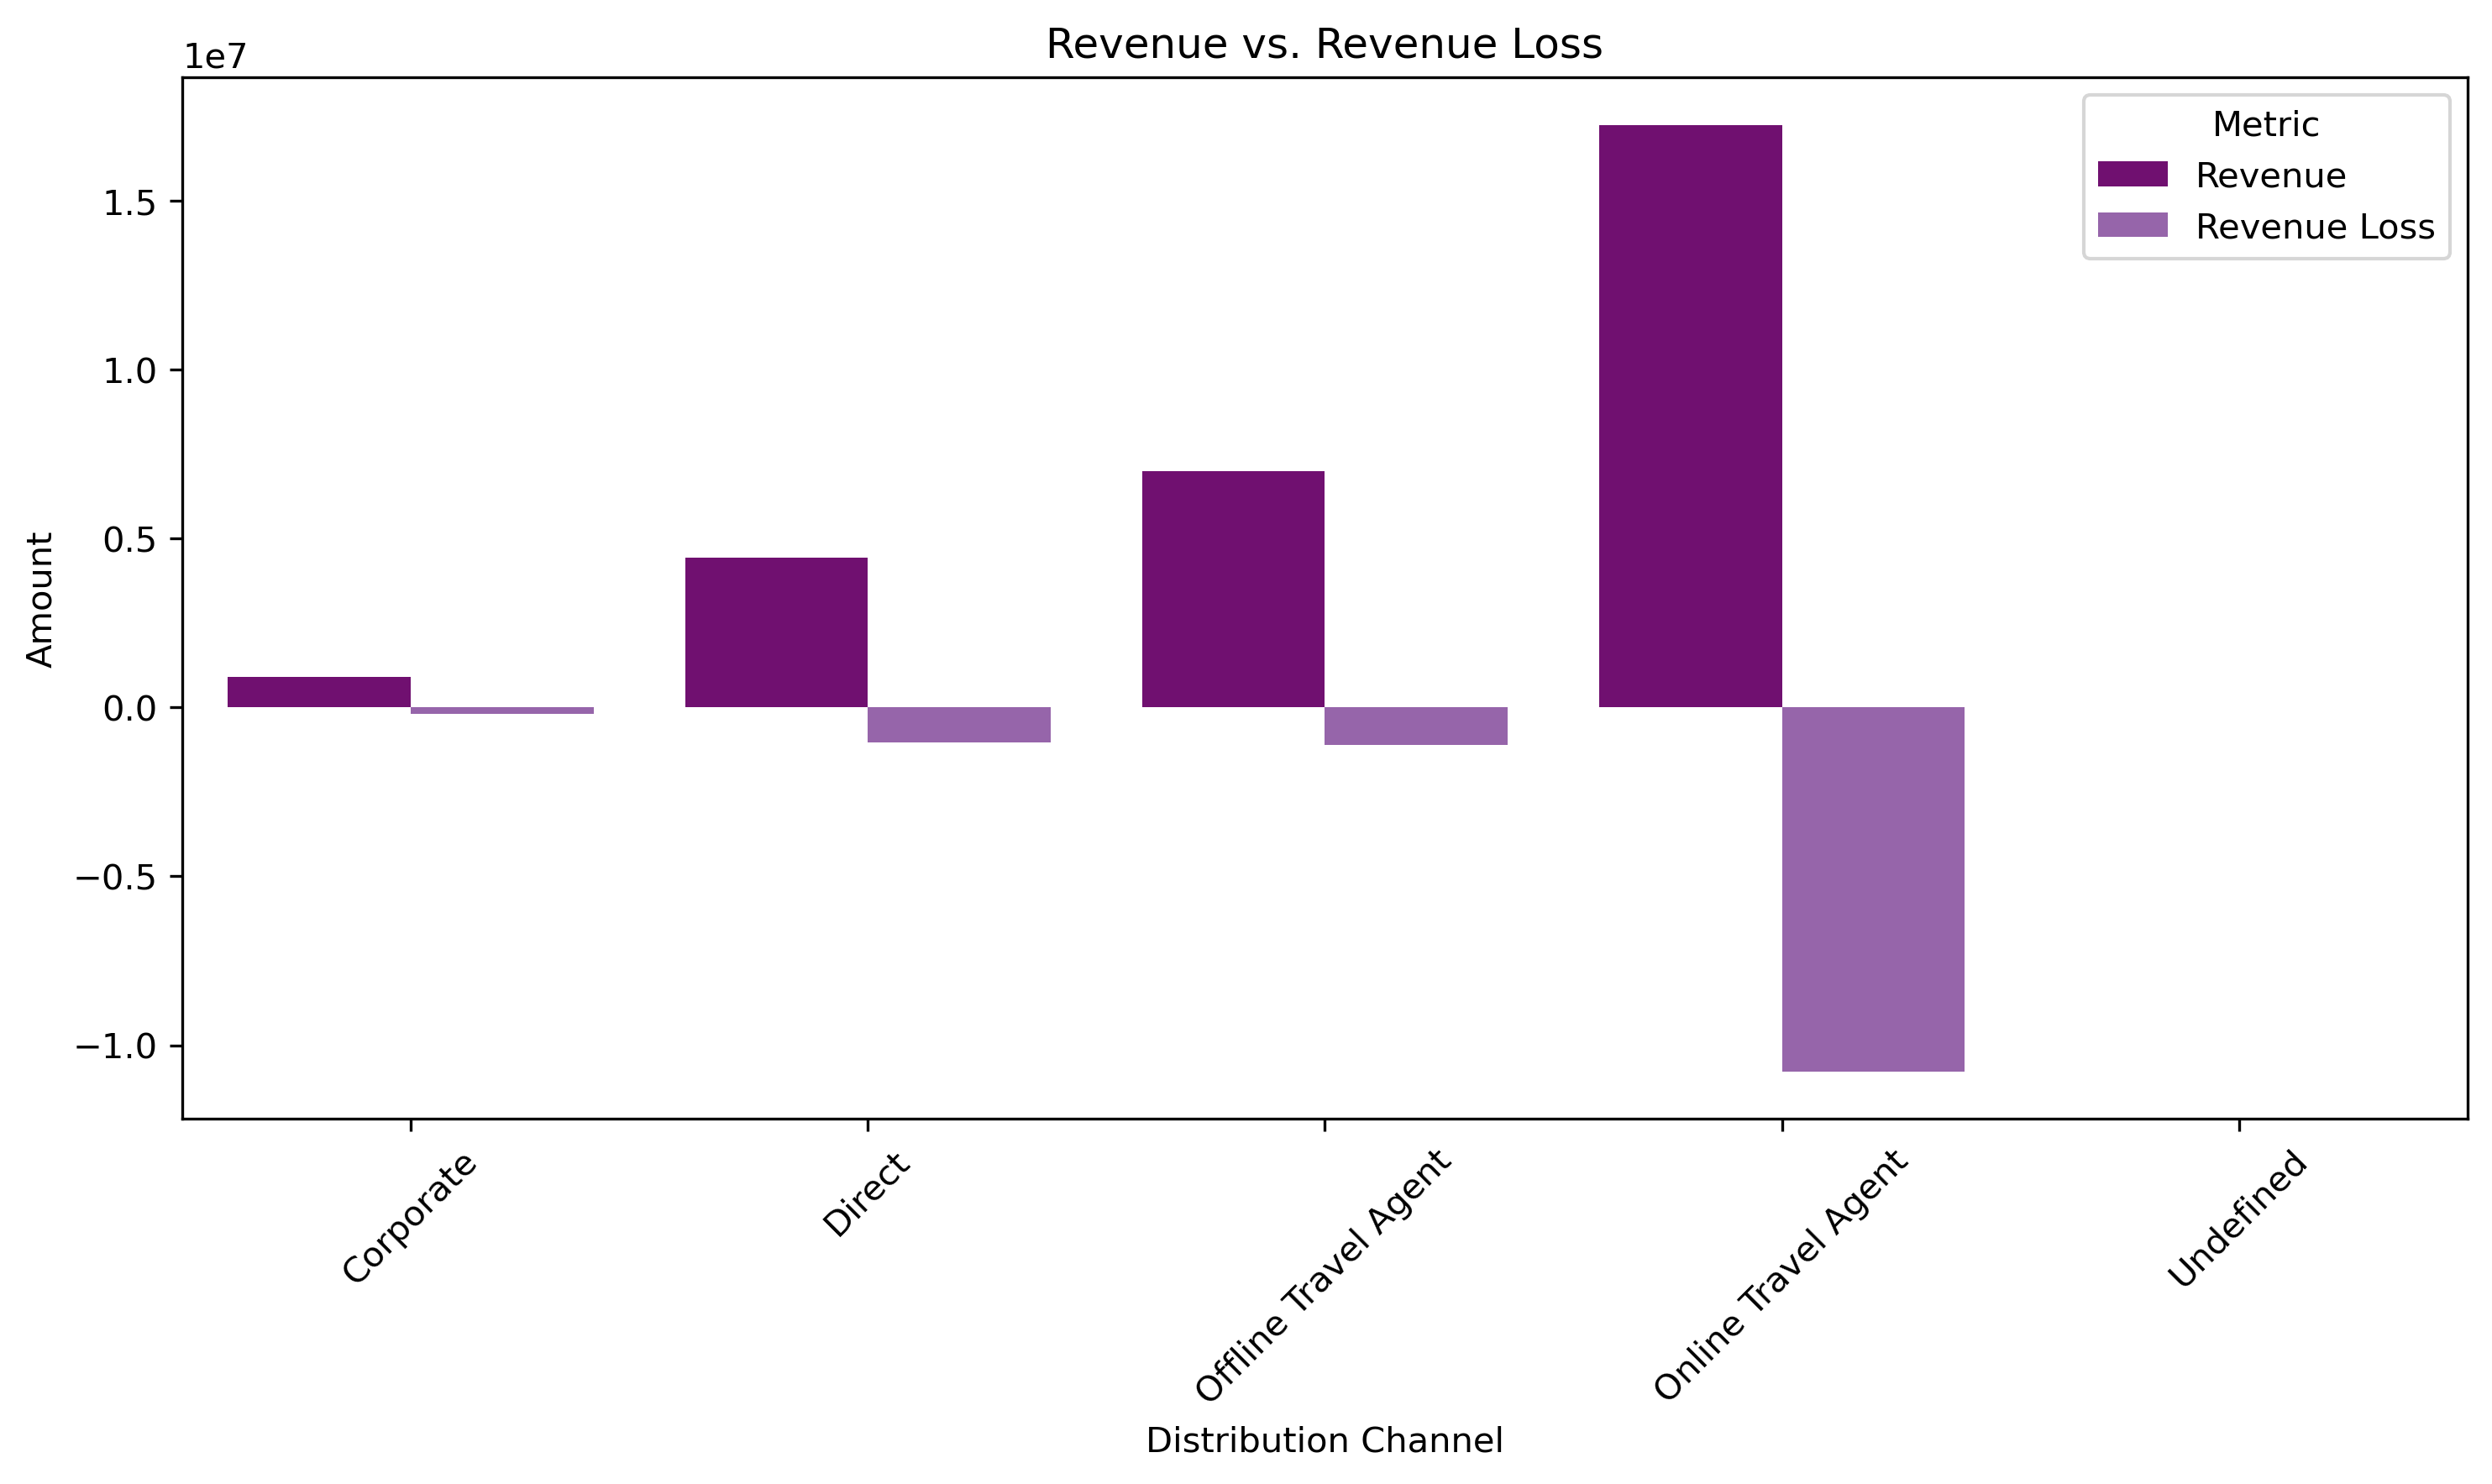 Revenue vs. Revenue Loss
1e7
Metric
Revenue
Revenue Loss
1.5
1.0
0.5
0.0
−0.5
−1.0
Amount
Corporate
Direct
Offline Travel Agent
Online Travel Agent
Undefined
Distribution Channel